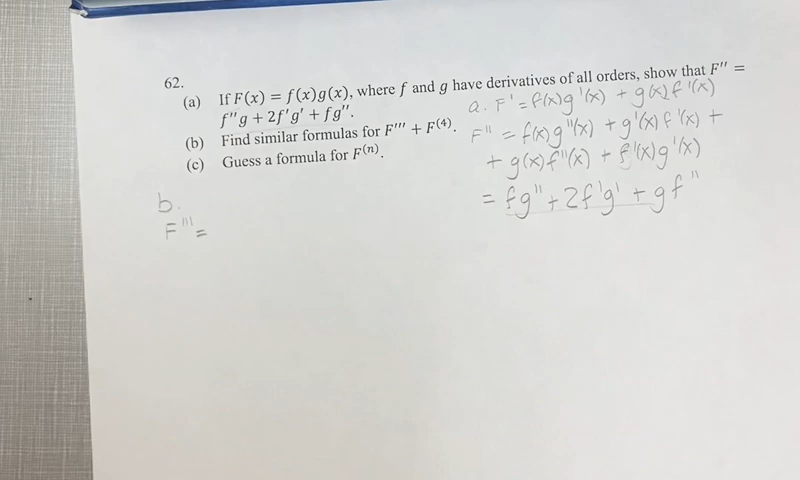 62.
(a) If F(x) = f(x)g(x), where f and g have derivatives of all orders, show that F″ =
f″g + 2f′g′ + fg″.
(b) Find similar formulas for F‴ + F⁽⁴⁾.
(c) Guess a formula for F⁽ⁿ⁾.
a. F' = f(x)g'(x) + g(x)f'(x)
F" = f(x)g"(x) + g'(x)f'(x) +
+ g(x)f"(x) + f'(x)g'(x)
= fg" + 2f'g' + gf"
b.
F''' =